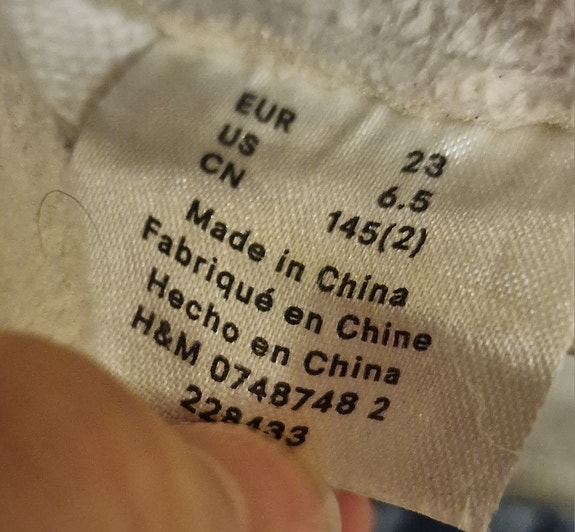 EUR 23
US 6.5
CN 145(2)
Made in China
Fabriqué en Chine
Hecho en China
H&M 0748748 2
228433